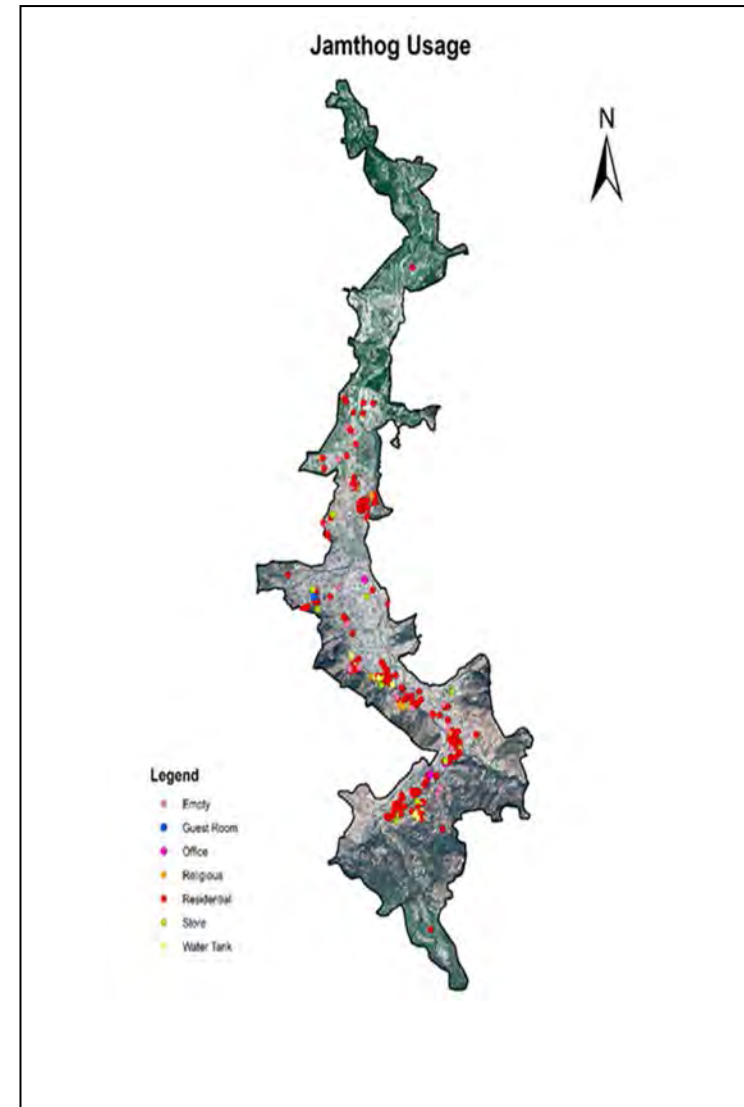 Jamthog Usage
N
Legend
Empty
Guest Room
Office
Religious
Residential
Store
Water Tank